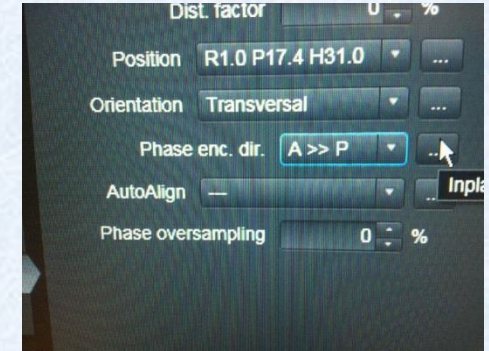 Dist. factor 0 %
Position R1.0 P17.4 H31.0 ...
Orientation Transversal ...
Phase enc. dir. A >> P ...
AutoAlign --- ...
Inpla
Phase oversampling 0 %